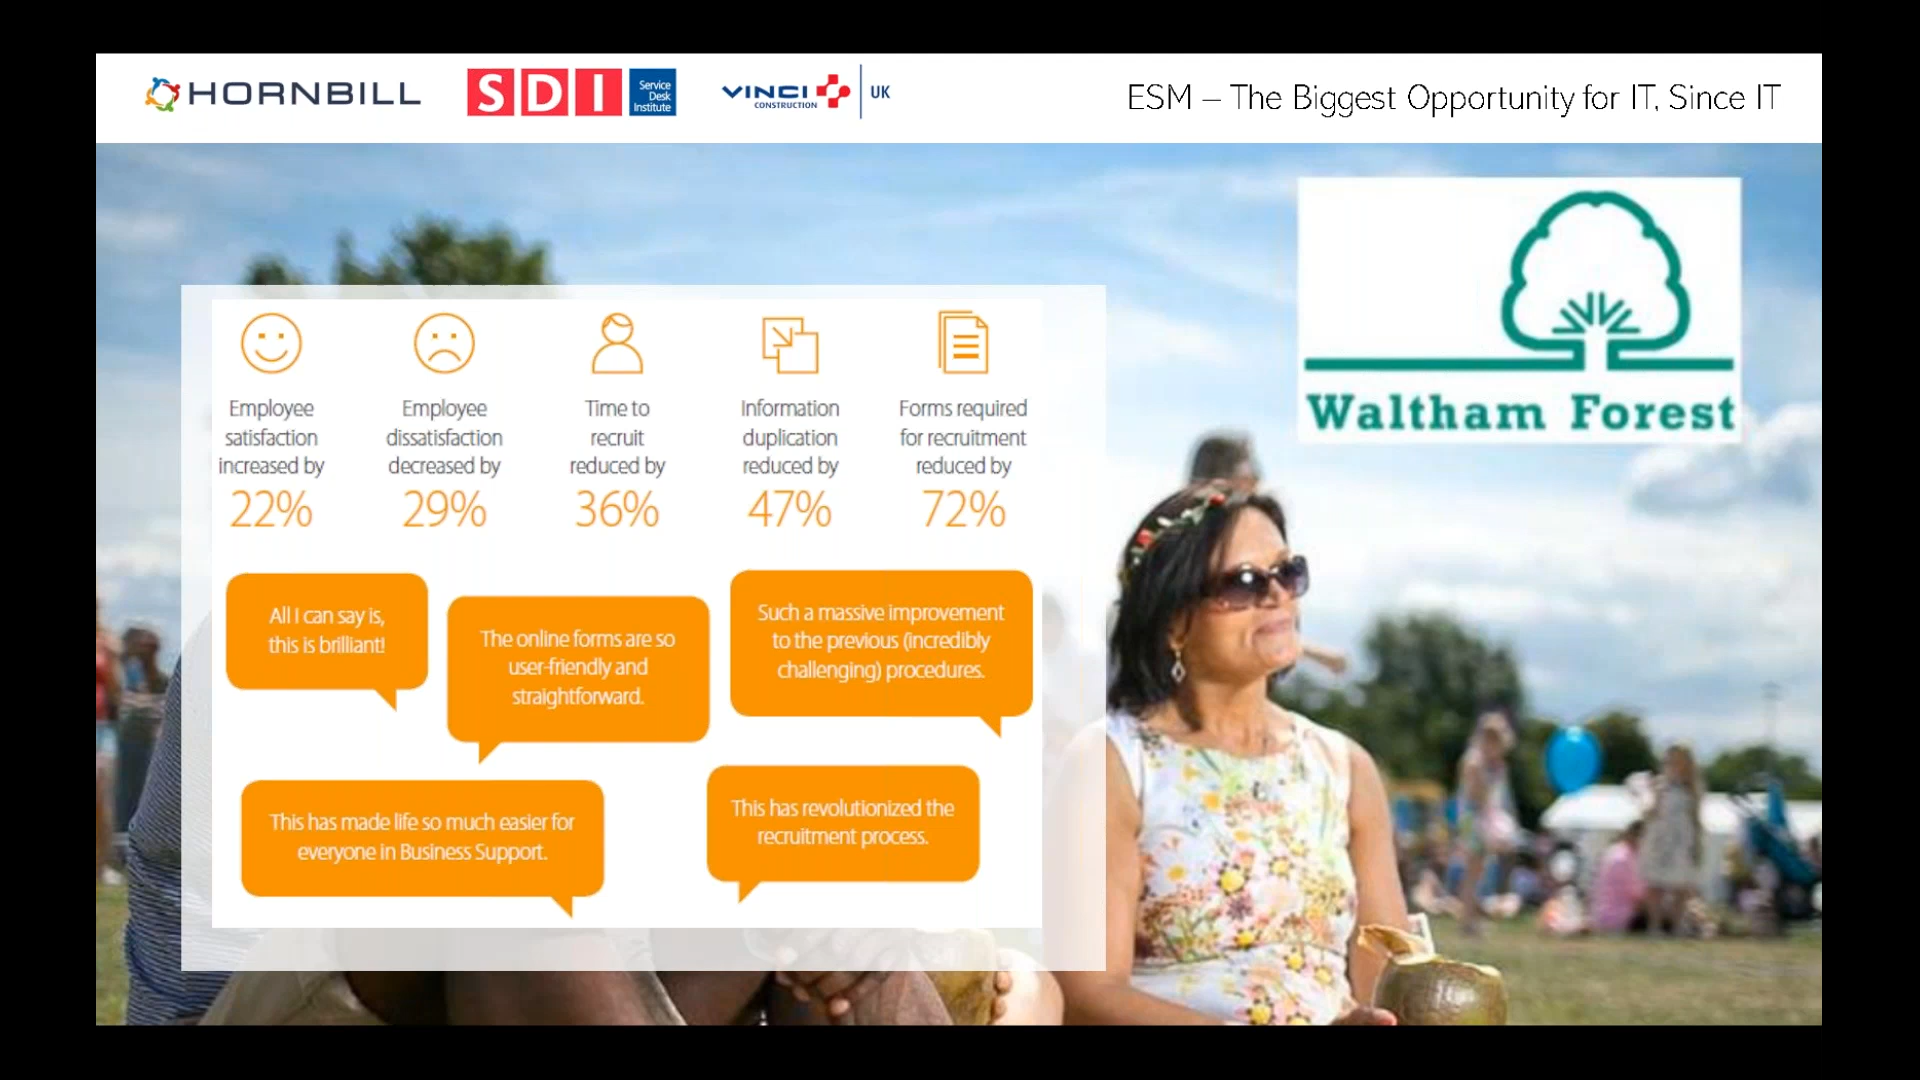 HORNBILL
SDI
Service
Desk
Institute
VINCI
CONSTRUCTION
UK
ESM – The Biggest Opportunity for IT, Since IT
Waltham Forest
Employee
satisfaction
increased by
22%
Employee
dissatisfaction
decreased by
29%
Time to
recruit
reduced by
36%
Information
duplication
reduced by
47%
Forms required
for recruitment
reduced by
72%
All I can say is,
this is brilliant!
The online forms are so
user-friendly and
straightforward.
Such a massive improvement
to the previous (incredibly
challenging) procedures.
This has made life so much easier for
everyone in Business Support.
This has revolutionized the
recruitment process.